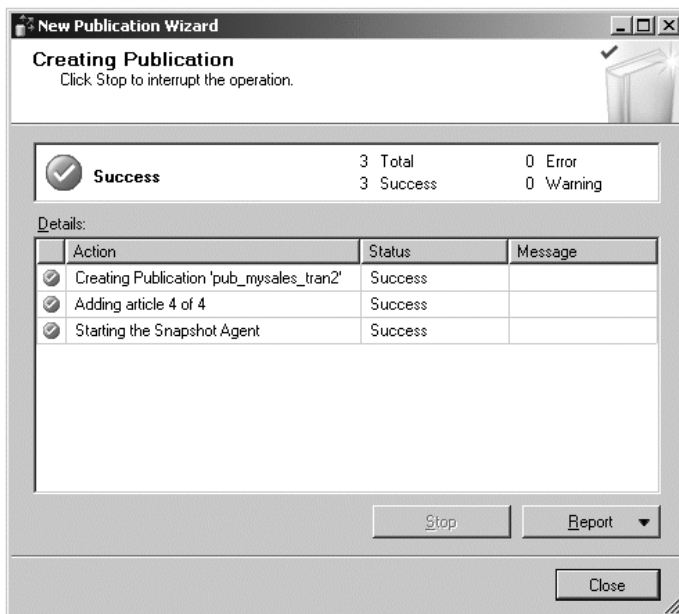 New Publication Wizard
Creating Publication
Click Stop to interrupt the operation.
Success
3 Total 0 Error
3 Success 0 Warning
Details:
Action Status Message
Creating Publication 'pub_mysales_tran2' Success
Adding article 4 of 4 Success
Starting the Snapshot Agent Success
Stop Report
Close